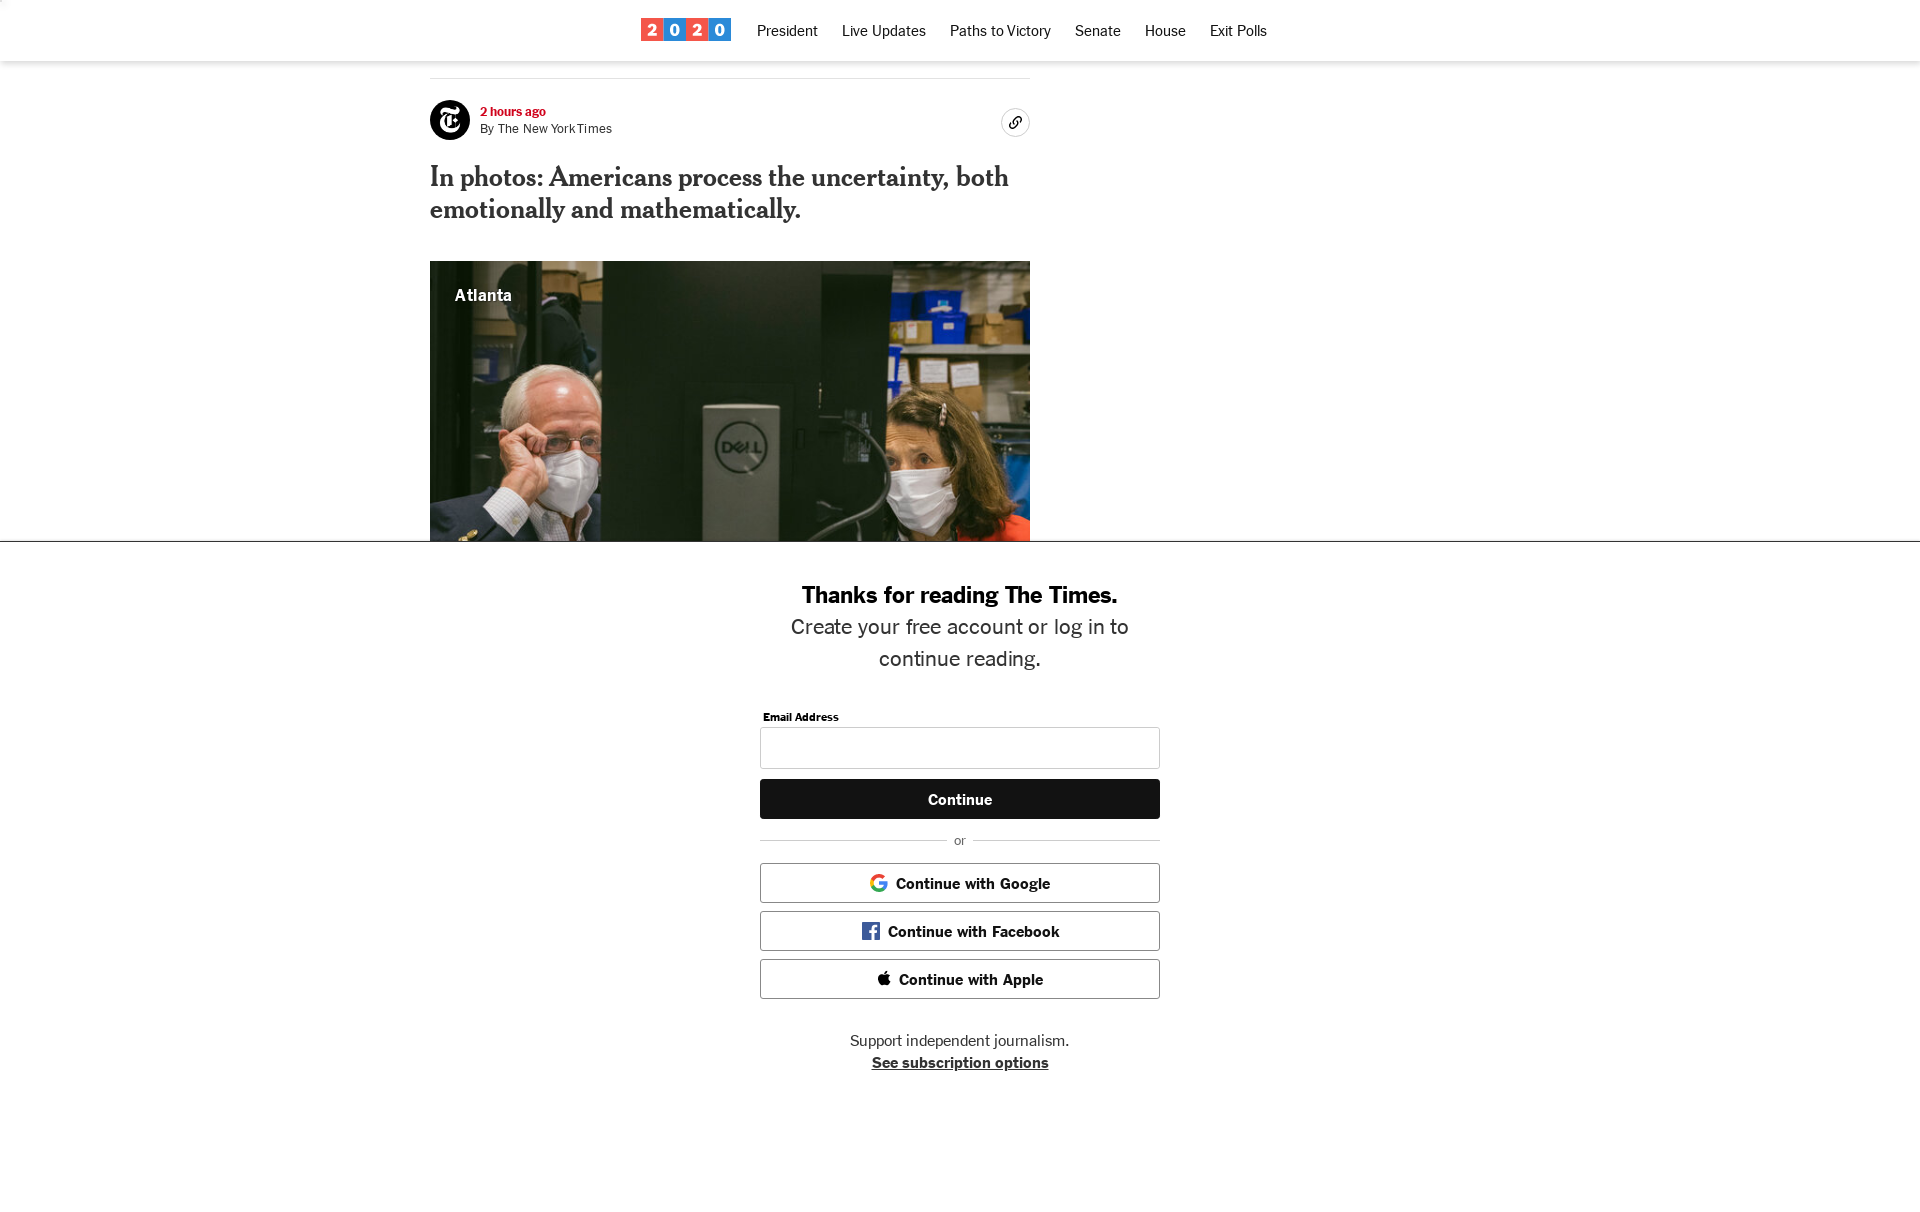 2020 President Live Updates Paths to Victory Senate House Exit Polls
2 hours ago
By The New York Times
In photos: Americans process the uncertainty, both
emotionally and mathematically.
Atlanta
DELL
Thanks for reading The Times.
Create your free account or log in to
continue reading.
Email Address
Continue
or
Continue with Google
Continue with Facebook
Continue with Apple
Support independent journalism.
See subscription options